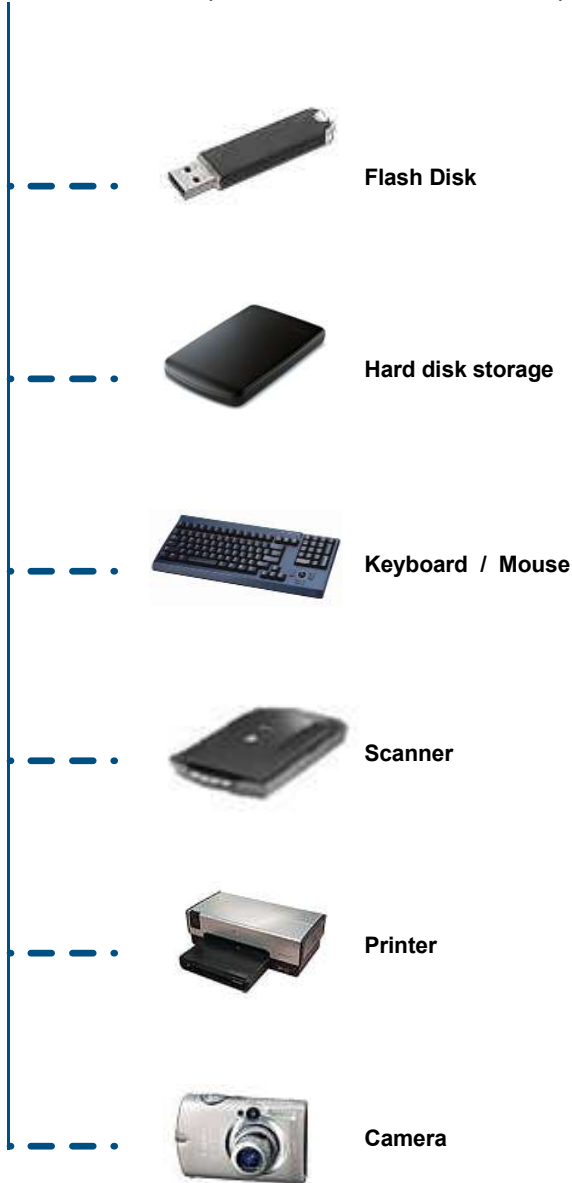 Flash Disk
Hard disk storage
Keyboard / Mouse
Scanner
Printer
Camera